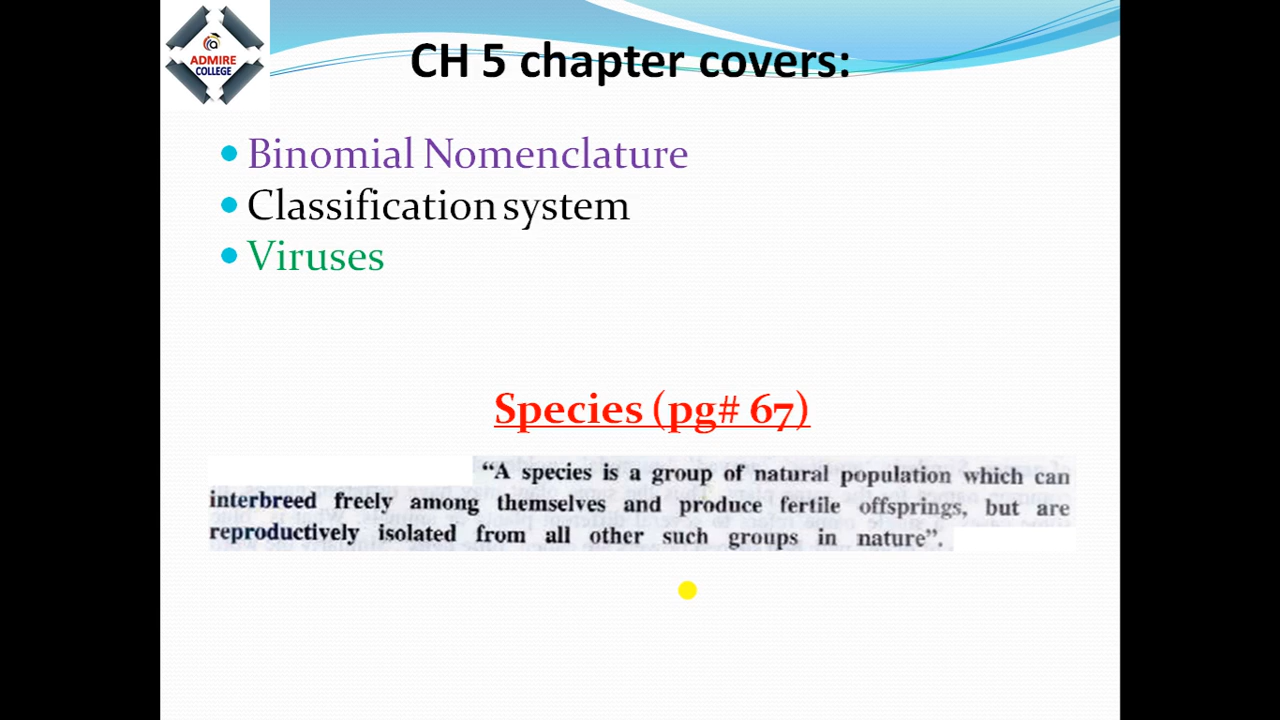 ADMIRE
COLLEGE
CH 5 chapter covers:
Binomial Nomenclature
Classification system
Viruses
Species (pg# 67)
“A species is a group of natural population which can
interbreed freely among themselves and produce fertile offsprings, but are
reproductively isolated from all other such groups in nature”.